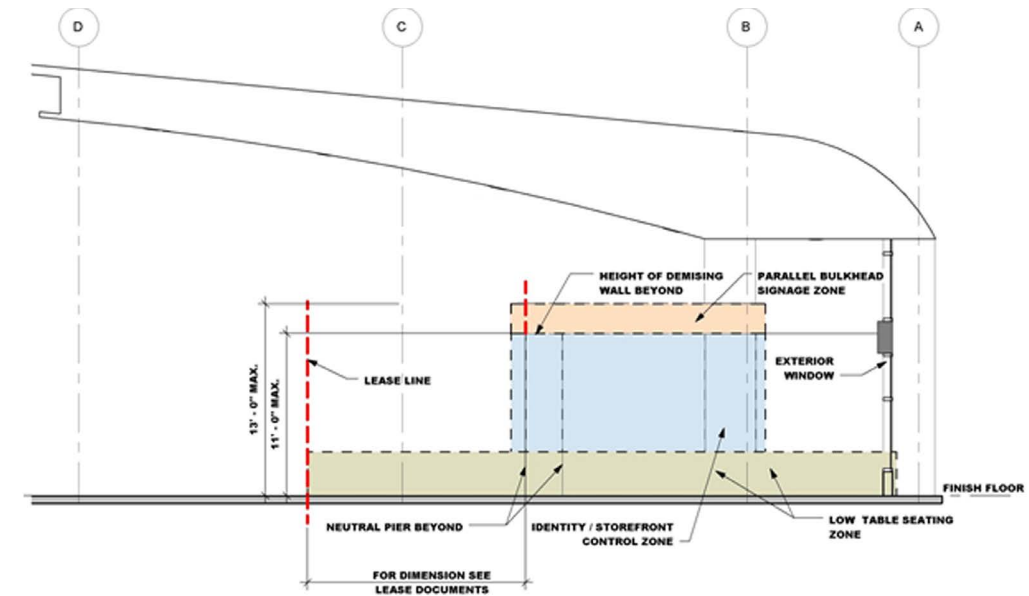 D
C
B
A
HEIGHT OF DEMISING
WALL BEYOND
PARALLEL BULKHEAD
SIGNAGE ZONE
EXTERIOR
WINDOW
LEASE LINE
13' - 0" MAX.
11' - 0" MAX.
FINISH FLOOR
NEUTRAL PIER BEYOND
IDENTITY / STOREFRONT
CONTROL ZONE
LOW TABLE SEATING
ZONE
FOR DIMENSION SEE
LEASE DOCUMENTS